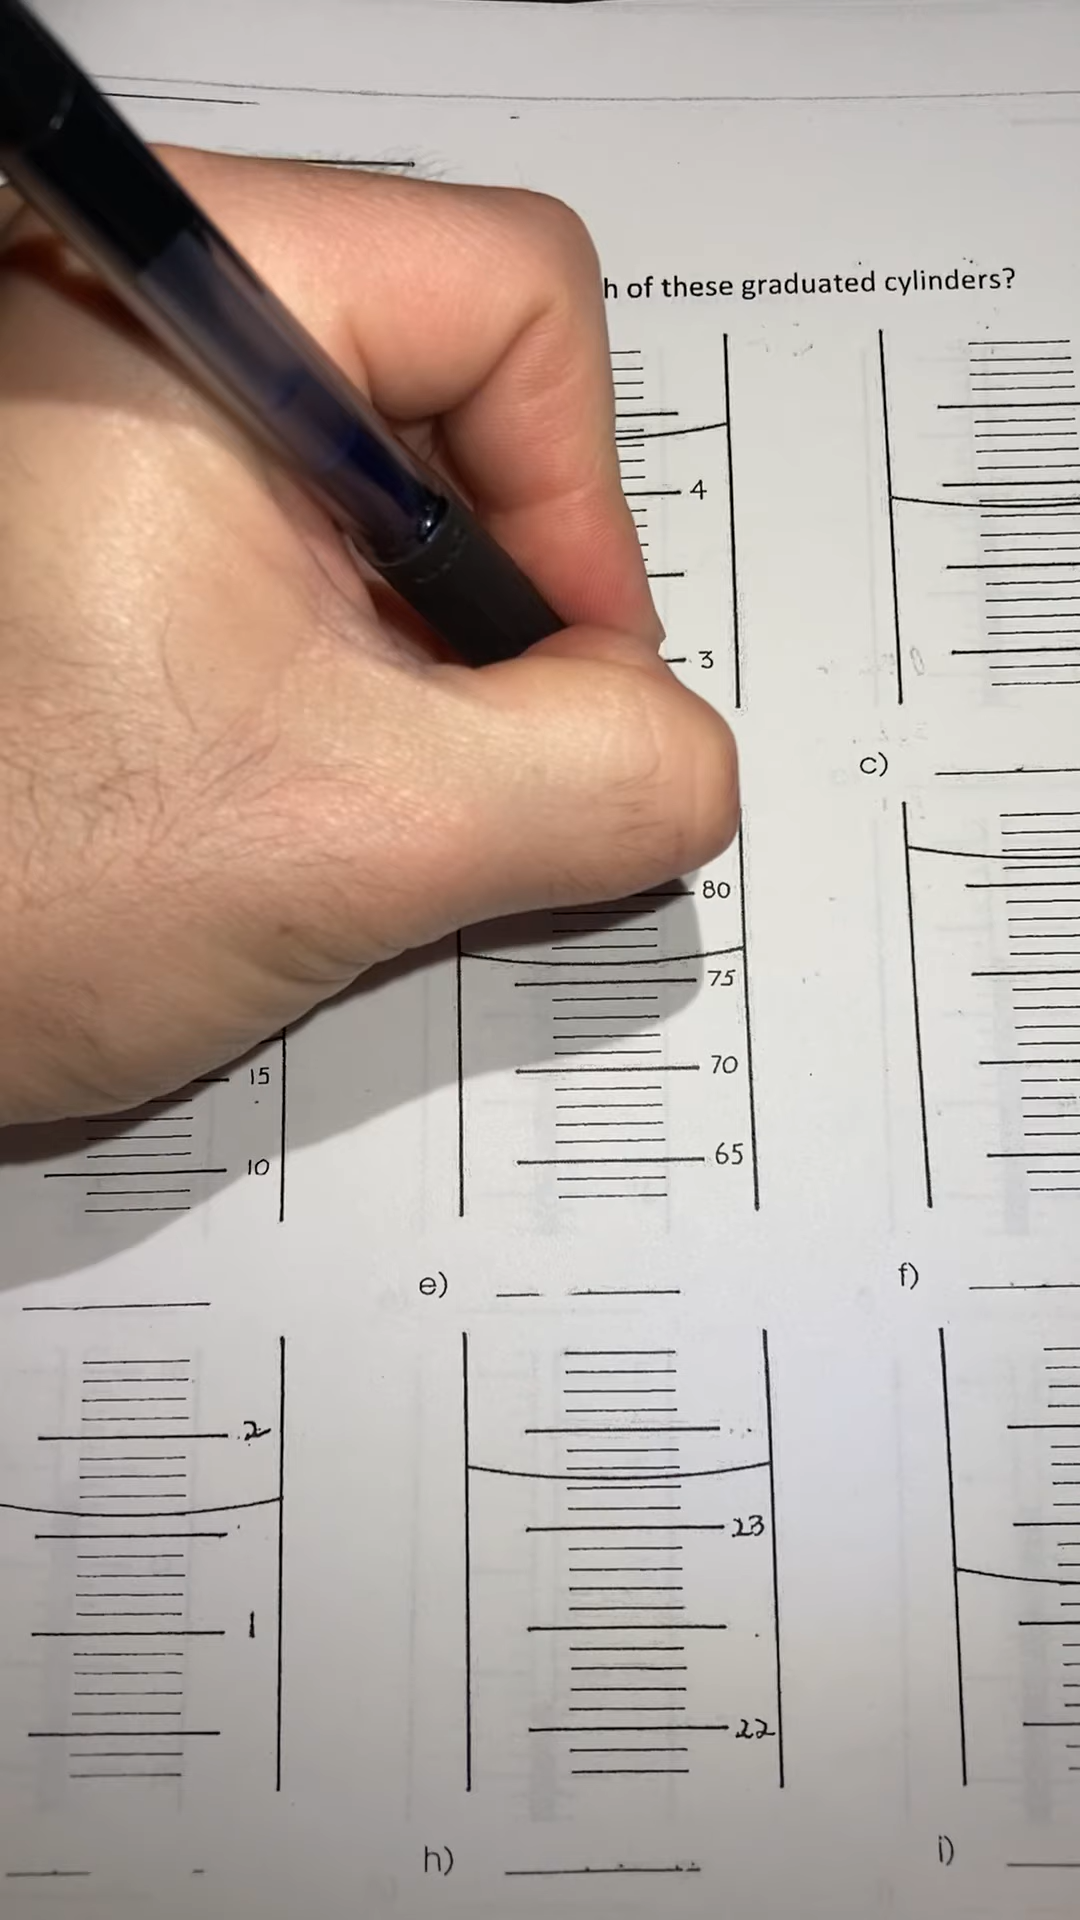 h of these graduated cylinders?
4
3
c)
80
75
70
65
15
10
e)
f)
2
1
23
22
h)
i)